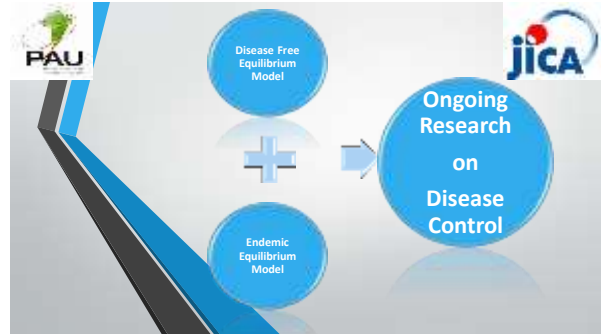 PAU
jica
Disease Free
Equilibrium
Model
Ongoing
Research
on
Disease
Control
Endemic
Equilibrium
Model